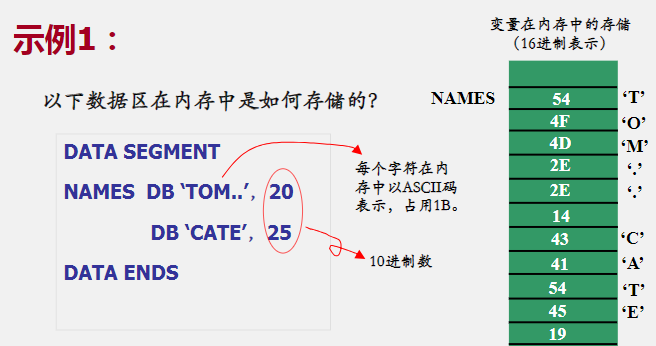 示例1：
以下数据区在内存中是如何存储的?
DATA SEGMENT
NAMES DB ‘TOM..’, 20
DB ‘CATE’, 25
DATA ENDS
每个字符在内
存中以ASCII码
表示，占用1B。
10进制数
变量在内存中的存储
（16进制表示）
NAMES 54 ‘T’
4F ‘O’
4D ‘M’
2E ‘.’
2E ‘.’
14
43 ‘C’
41 ‘A’
54 ‘T’
45 ‘E’
19